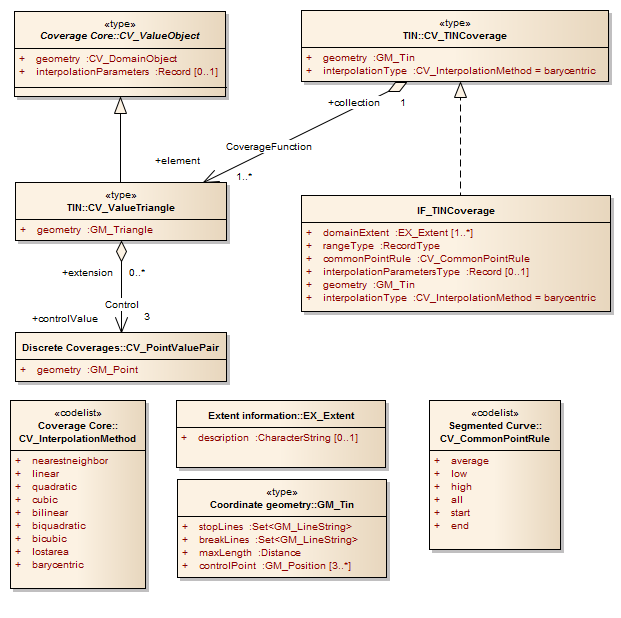 «type»
Coverage Core::CV_ValueObject
+ geometry :CV_DomainObject
+ interpolationParameters :Record [0..1]
«type»
TIN::CV_TINCoverage
+ geometry :GM_Tin
+ interpolationType :CV_InterpolationMethod = barycentric
+collection
1
CoverageFunction
+element
1..*
«type»
TIN::CV_ValueTriangle
+ geometry :GM_Triangle
IF_TINCoverage
+ domainExtent :EX_Extent [1..*]
+ rangeType :RecordType
+ commonPointRule :CV_CommonPointRule
+ interpolationParametersType :Record [0..1]
+ geometry :GM_Tin
+ interpolationType :CV_InterpolationMethod = barycentric
+extension
0..*
Control
+controlValue
3
Discrete Coverages::CV_PointValuePair
+ geometry :GM_Point
«codelist»
Coverage Core::
CV_InterpolationMethod
+ nearestneighbor
+ linear
+ quadratic
+ cubic
+ bilinear
+ biquadratic
+ bicubic
+ lostarea
+ barycentric
Extent information::EX_Extent
+ description :CharacterString [0..1]
«type»
Coordinate geometry::GM_Tin
+ stopLines :Set<GM_LineString>
+ breakLines :Set<GM_LineString>
+ maxLength :Distance
+ controlPoint :GM_Position [3..*]
«codelist»
Segmented Curve::
CV_CommonPointRule
+ average
+ low
+ high
+ all
+ start
+ end